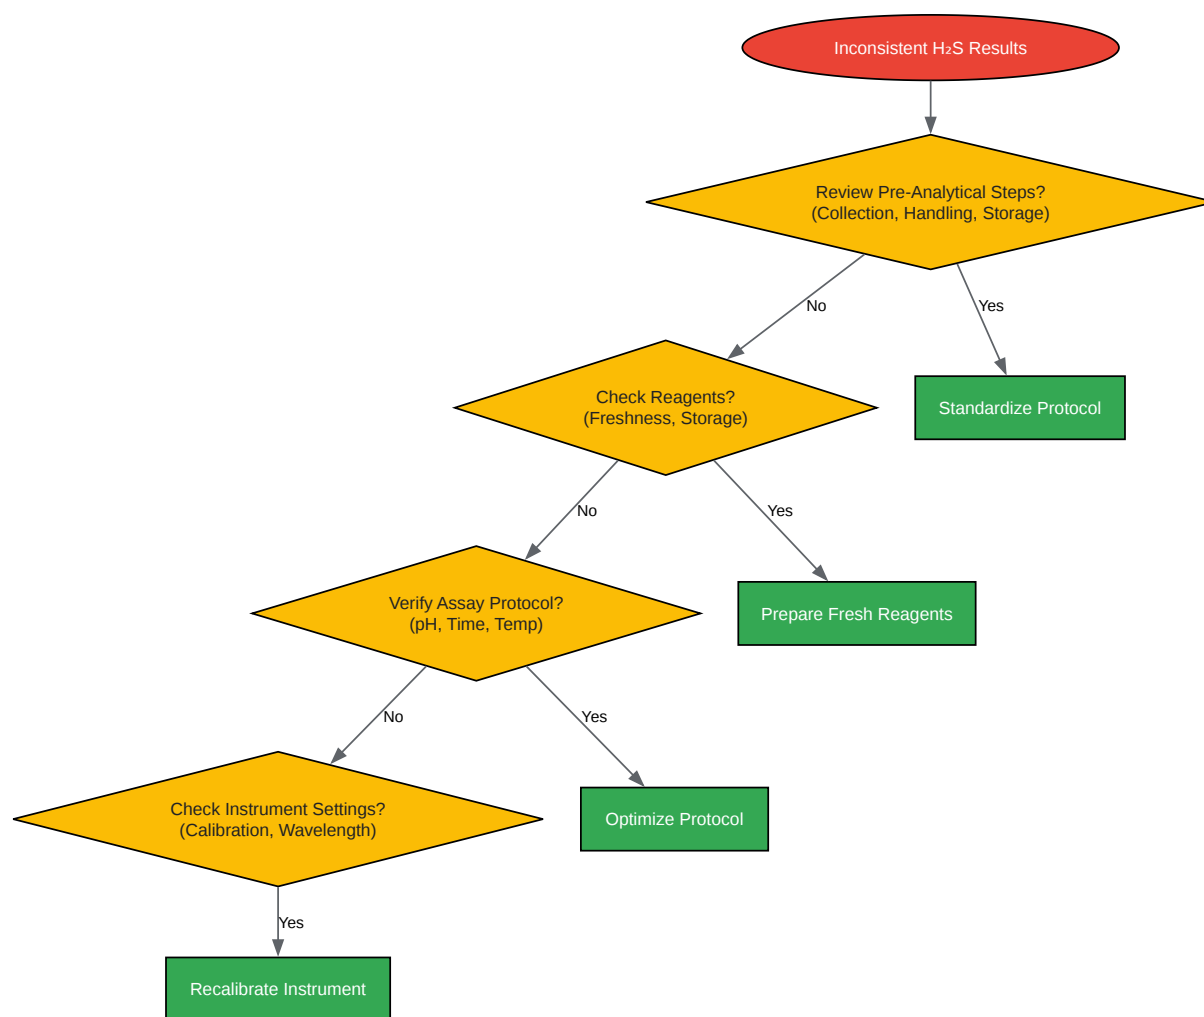 Inconsistent H₂S Results
Review Pre-Analytical Steps?
(Collection, Handling, Storage)
No
Yes
Check Reagents?
(Freshness, Storage)
Standardize Protocol
No
Yes
Verify Assay Protocol?
(pH, Time, Temp)
Prepare Fresh Reagents
No
Yes
Check Instrument Settings?
(Calibration, Wavelength)
Optimize Protocol
Yes
Recalibrate Instrument